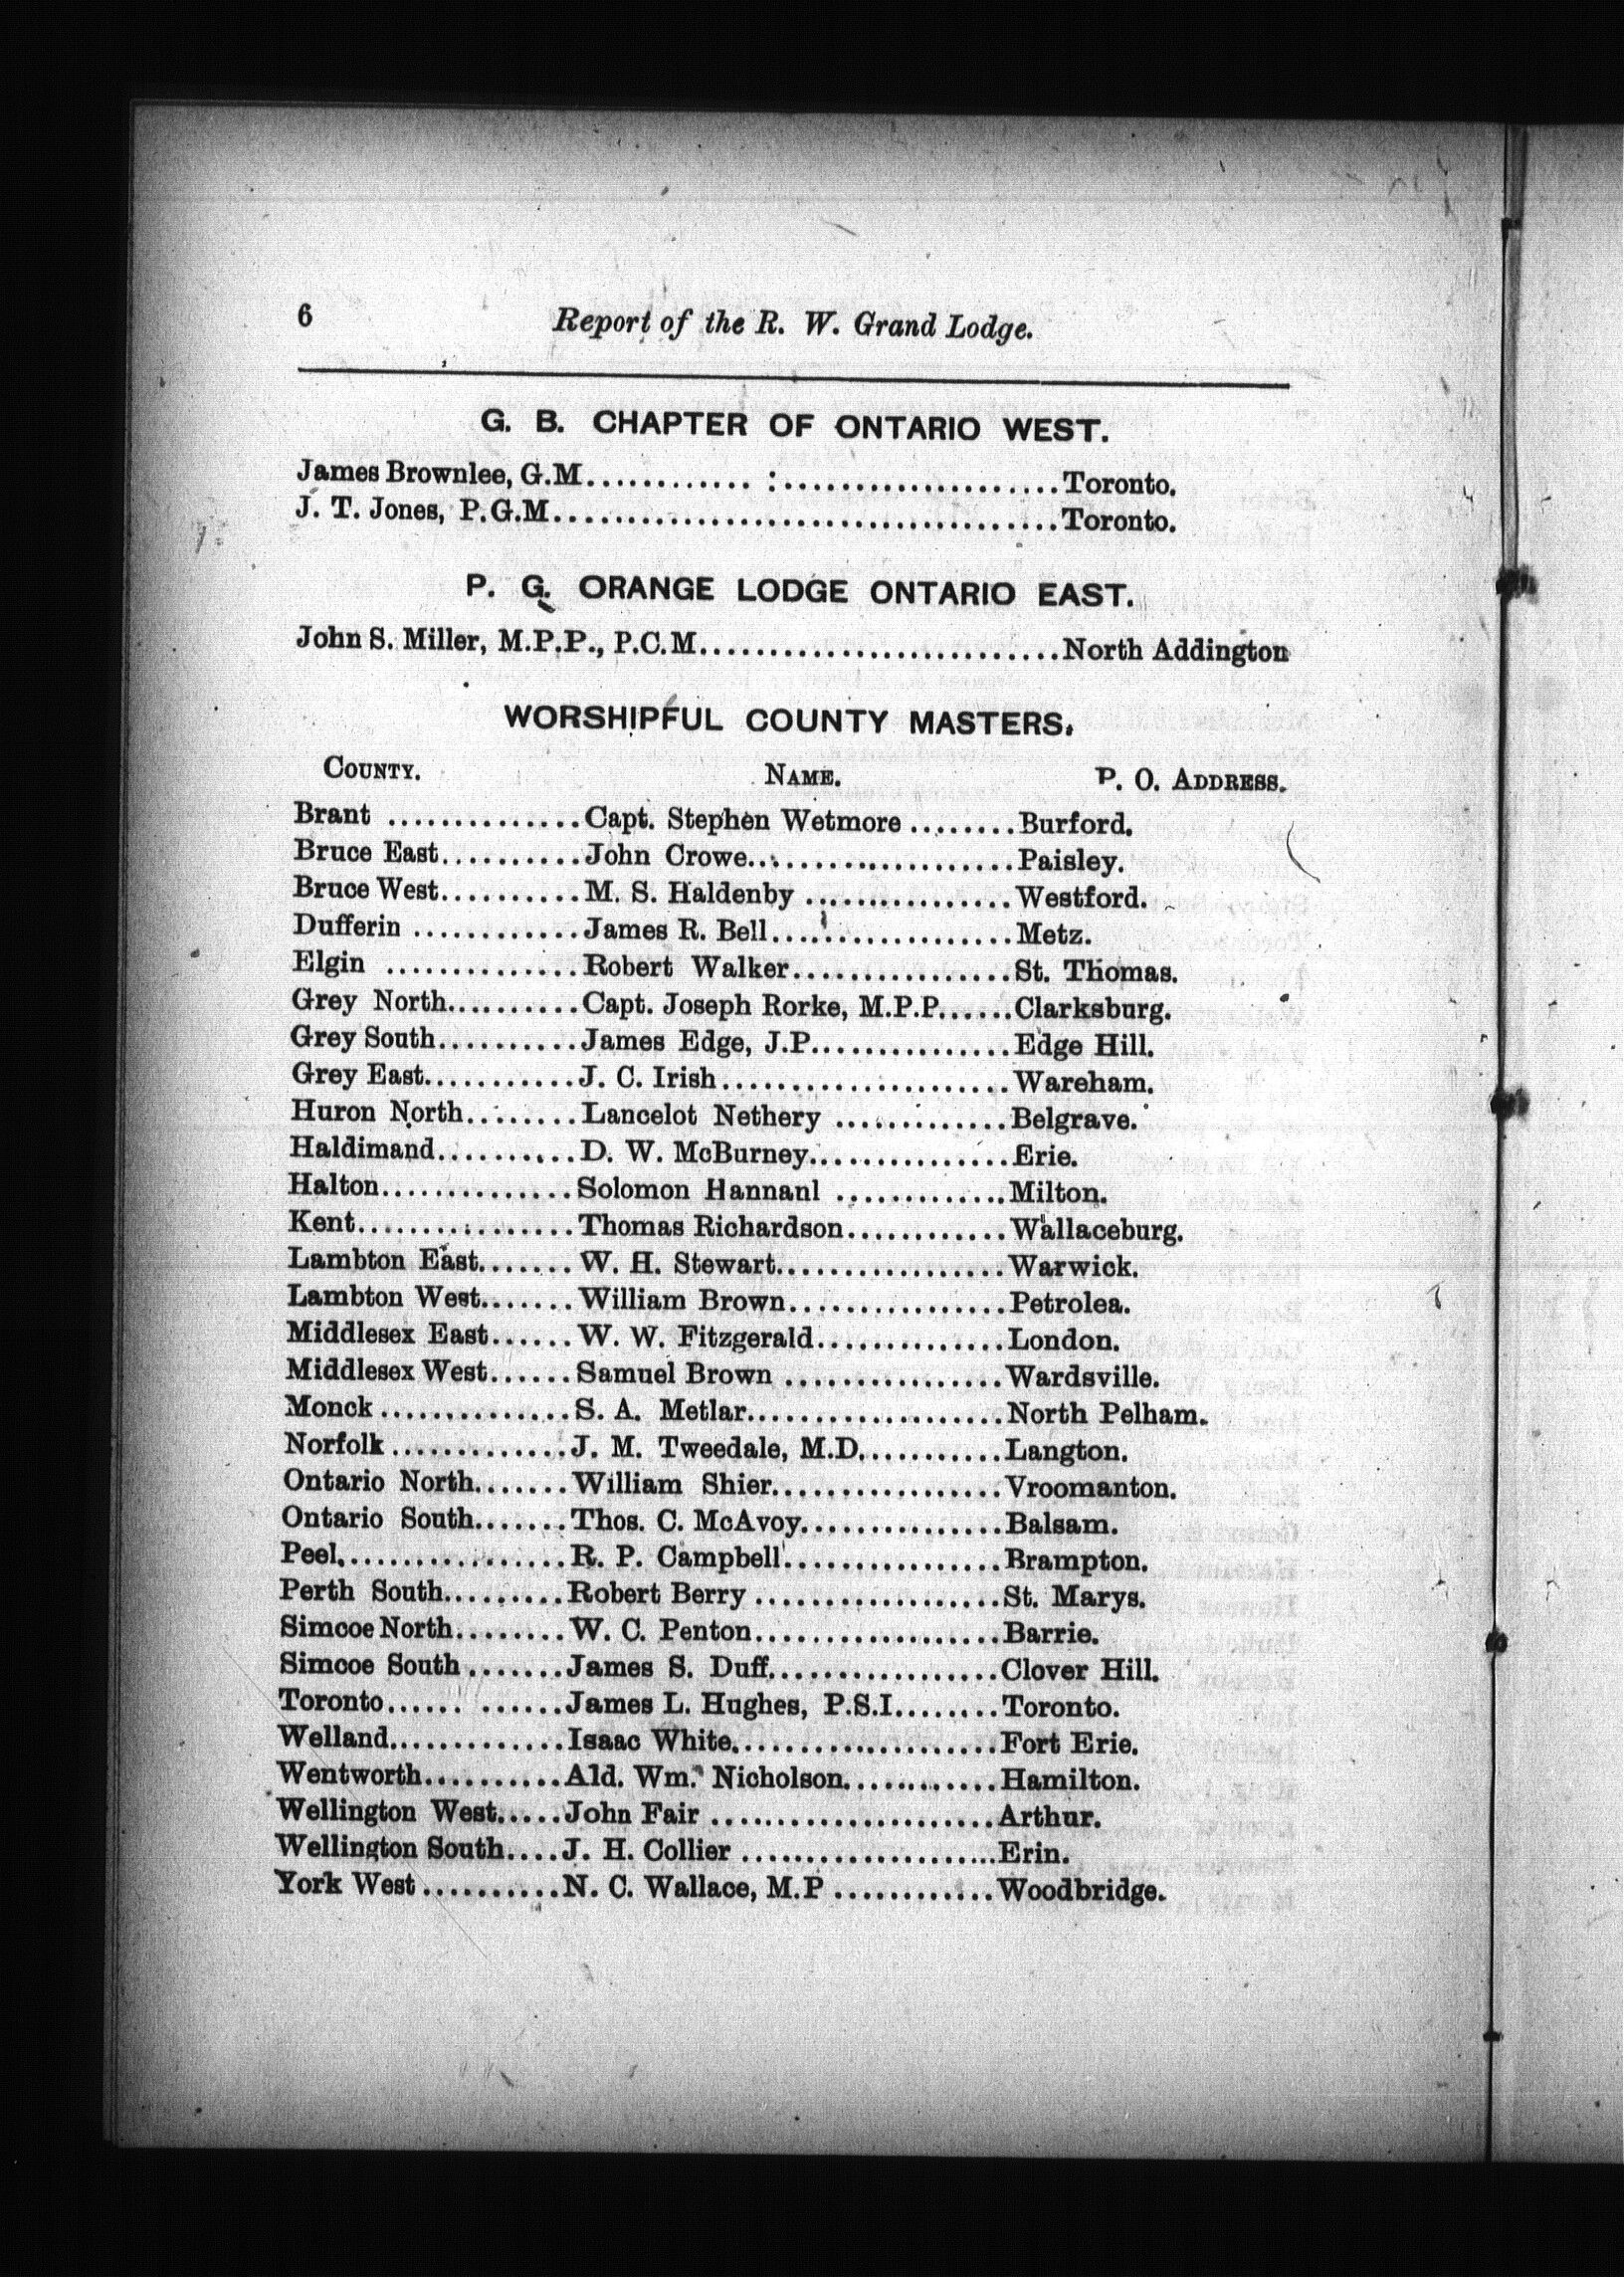 6 Report of the R. W. Grand Lodge.
G. B. CHAPTER OF ONTARIO WEST.
James Brownlee, G.M............ :...................Toronto.
J. T. Jones, P.G.M...................................Toronto.
P. G. ORANGE LODGE ONTARIO EAST.
John S. Miller, M.P.P., P.C.M.........................North Addington
WORSHIPFUL COUNTY MASTERS.
COUNTY. NAME. P. O. ADDRESS.
Brant ..............Capt. Stephen Wetmore ........Burford.
Bruce East..........John Crowe....................Paisley.
Bruce West..........M. S. Haldenby ...............Westford.
Dufferin ............James R. Bell..................Metz.
Elgin ..............Robert Walker................St. Thomas.
Grey North..........Capt. Joseph Rorke, M.P.P......Clarksburg.
Grey South..........James Edge, J.P...............Edge Hill.
Grey East...........J. C. Irish.....................Wareham.
Huron North........Lancelot Nethery .............Belgrave.
Haldimand..........D. W. McBurney...............Erie.
Halton..............Solomon Hannanl .............Milton.
Kent................Thomas Richardson............Wallaceburg.
Lambton East.......W. H. Stewart.................Warwick.
Lambton West.......William Brown................Petrolea.
Middlesex East......W. W. Fitzgerald..............London.
Middlesex West......Samuel Brown ................Wardsville.
Monck ..............S. A. Metlar...................North Pelham.
Norfolk .............J. M. Tweedale, M.D...........Langton.
Ontario North.......William Shier.................Vroomanton.
Ontario South.......Thos. C. McAvoy...............Balsam.
Peel.................R. P. Campbell................Brampton.
Perth South.........Robert Berry ..................St. Marys.
Simcoe North........W. C. Penton..................Barrie.
Simcoe South .......James S. Duff.................Clover Hill.
Toronto...... ......James L. Hughes, P.S.I........Toronto.
Welland.............Isaac White....................Fort Erie.
Wentworth..........Ald. Wm. Nicholson...........Hamilton.
Wellington West.....John Fair .....................Arthur.
Wellington South....J. H. Collier ...................Erin.
York West ..........N. C. Wallace, M.P ............Woodbridge.